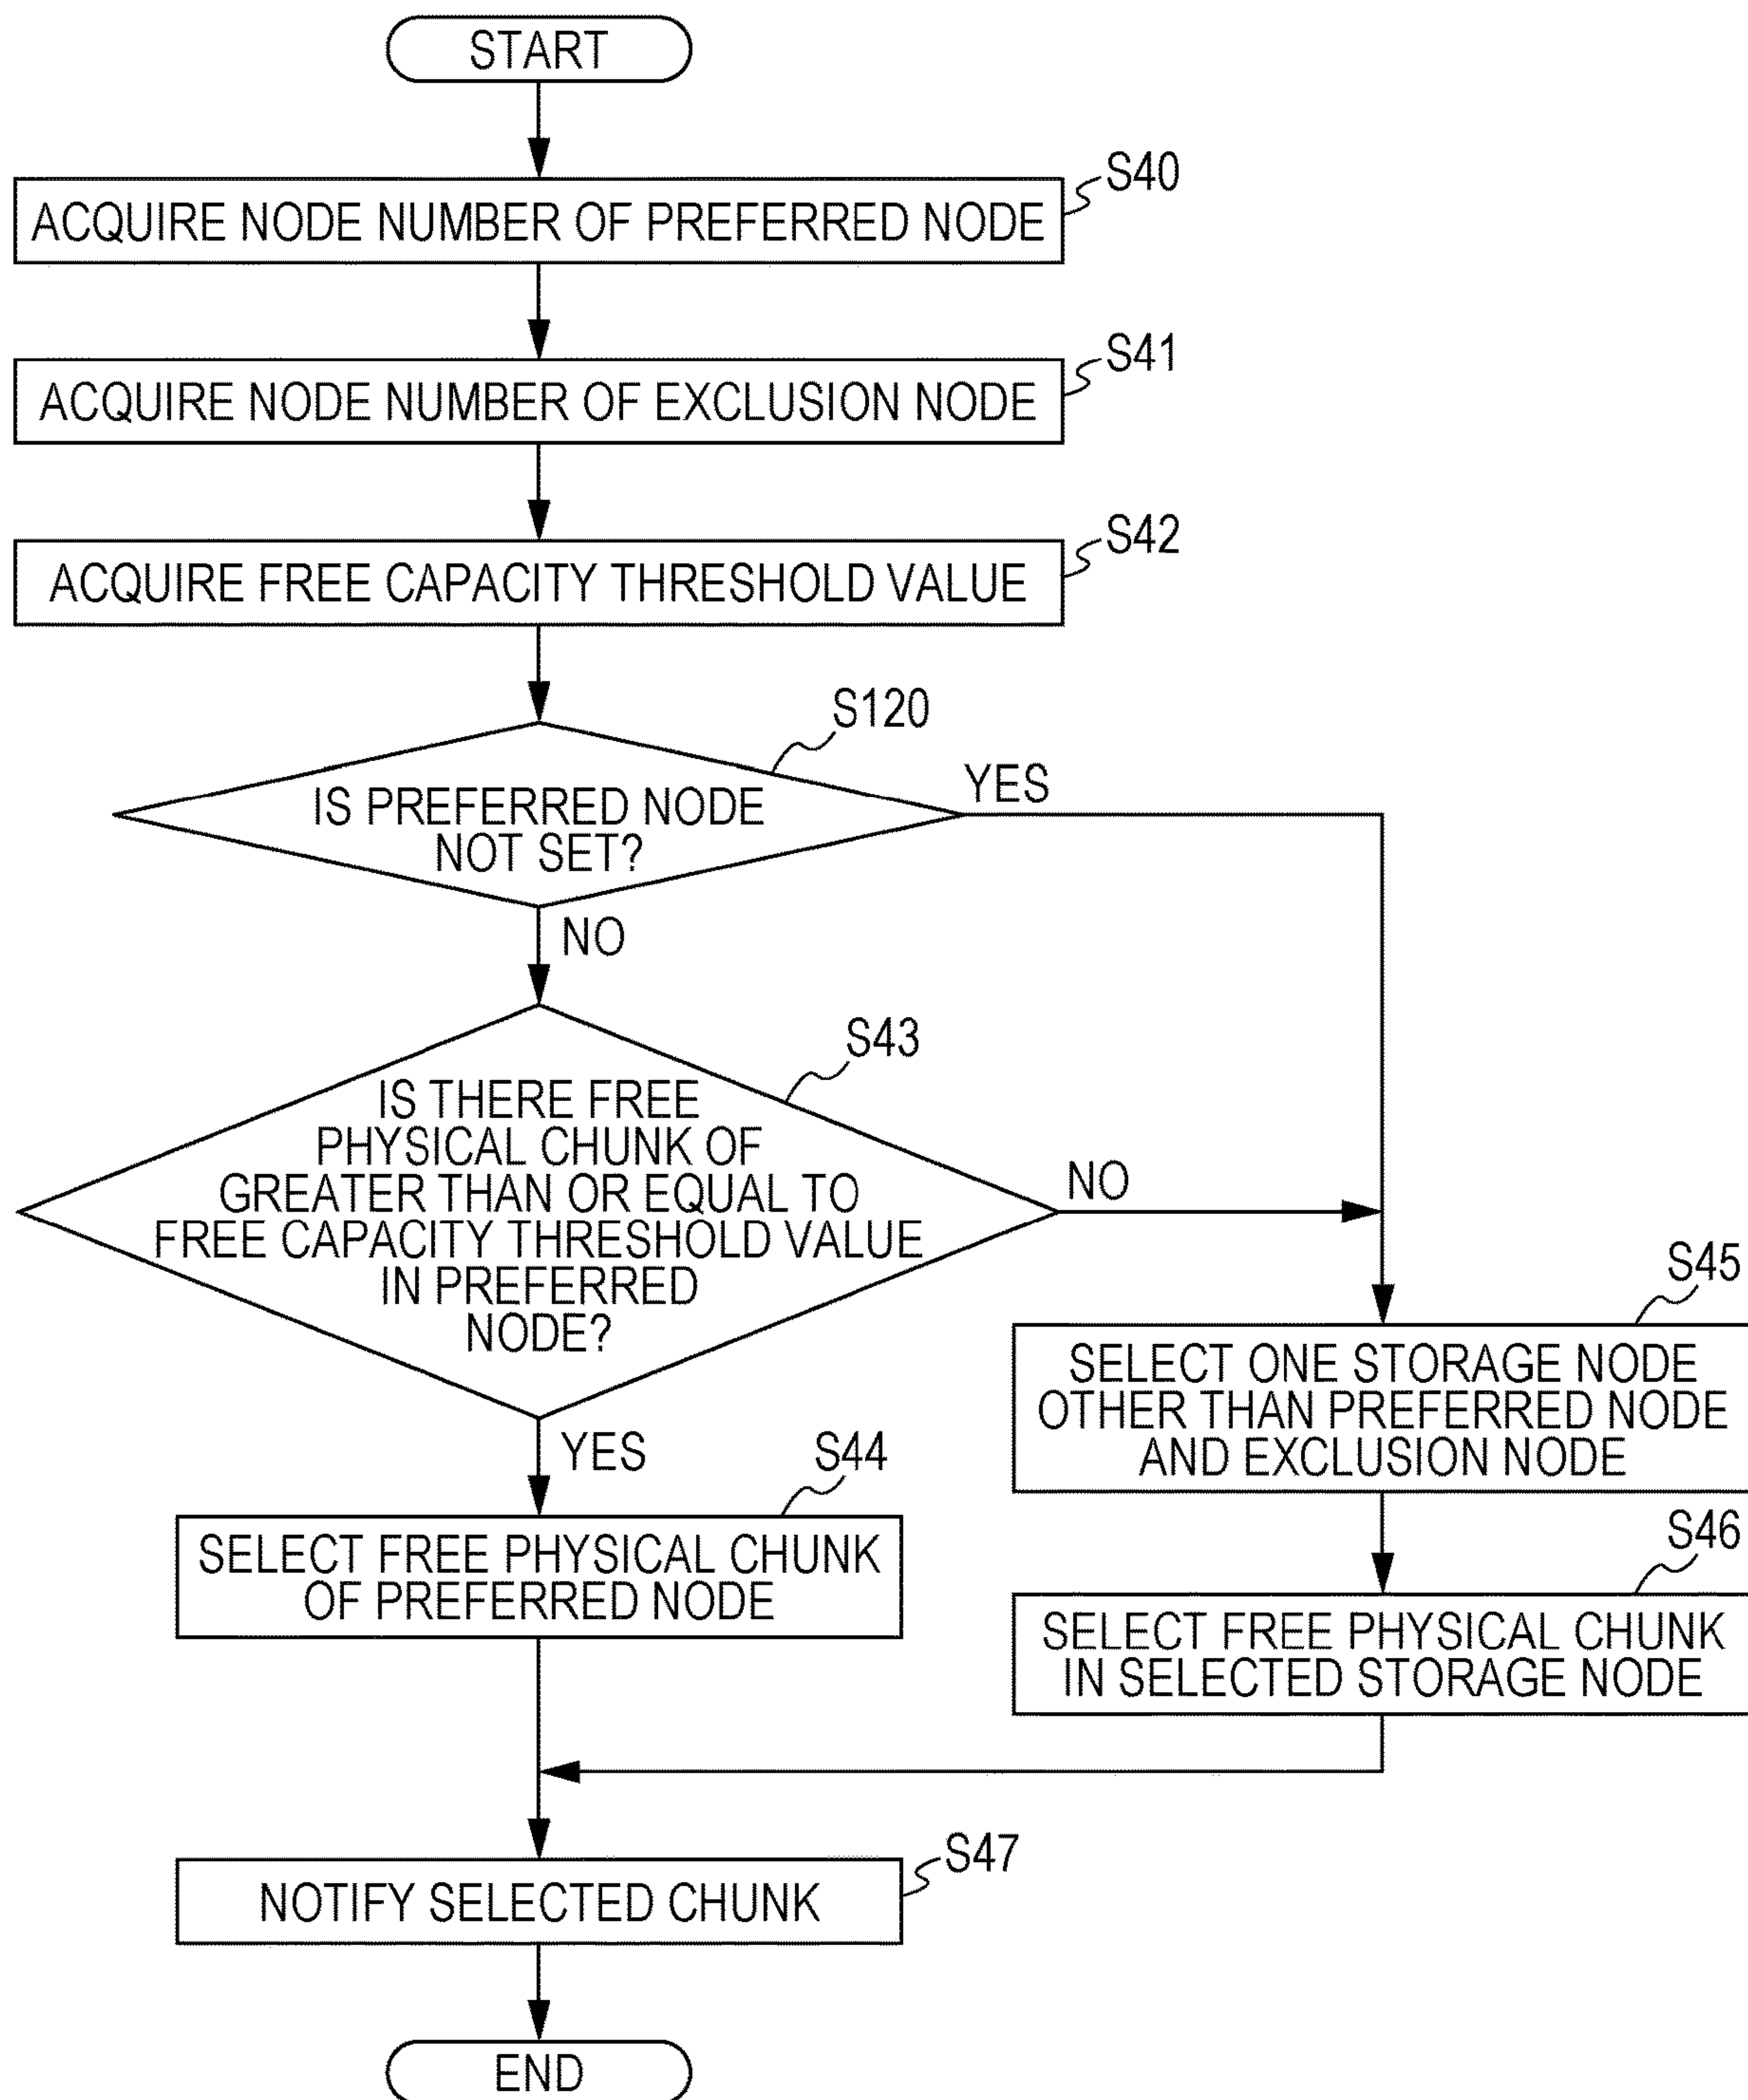 START
S40
ACQUIRE NODE NUMBER OF PREFERRED NODE
S41
ACQUIRE NODE NUMBER OF EXCLUSION NODE
S42
ACQUIRE FREE CAPACITY THRESHOLD VALUE
S120
IS PREFERRED NODE
NOT SET?
YES
NO
S43
IS THERE FREE
PHYSICAL CHUNK OF
GREATER THAN OR EQUAL TO
FREE CAPACITY THRESHOLD VALUE
IN PREFERRED
NODE?
NO
YES
S44
SELECT FREE PHYSICAL CHUNK
OF PREFERRED NODE
S45
SELECT ONE STORAGE NODE
OTHER THAN PREFERRED NODE
AND EXCLUSION NODE
S46
SELECT FREE PHYSICAL CHUNK
IN SELECTED STORAGE NODE
S47
NOTIFY SELECTED CHUNK
END